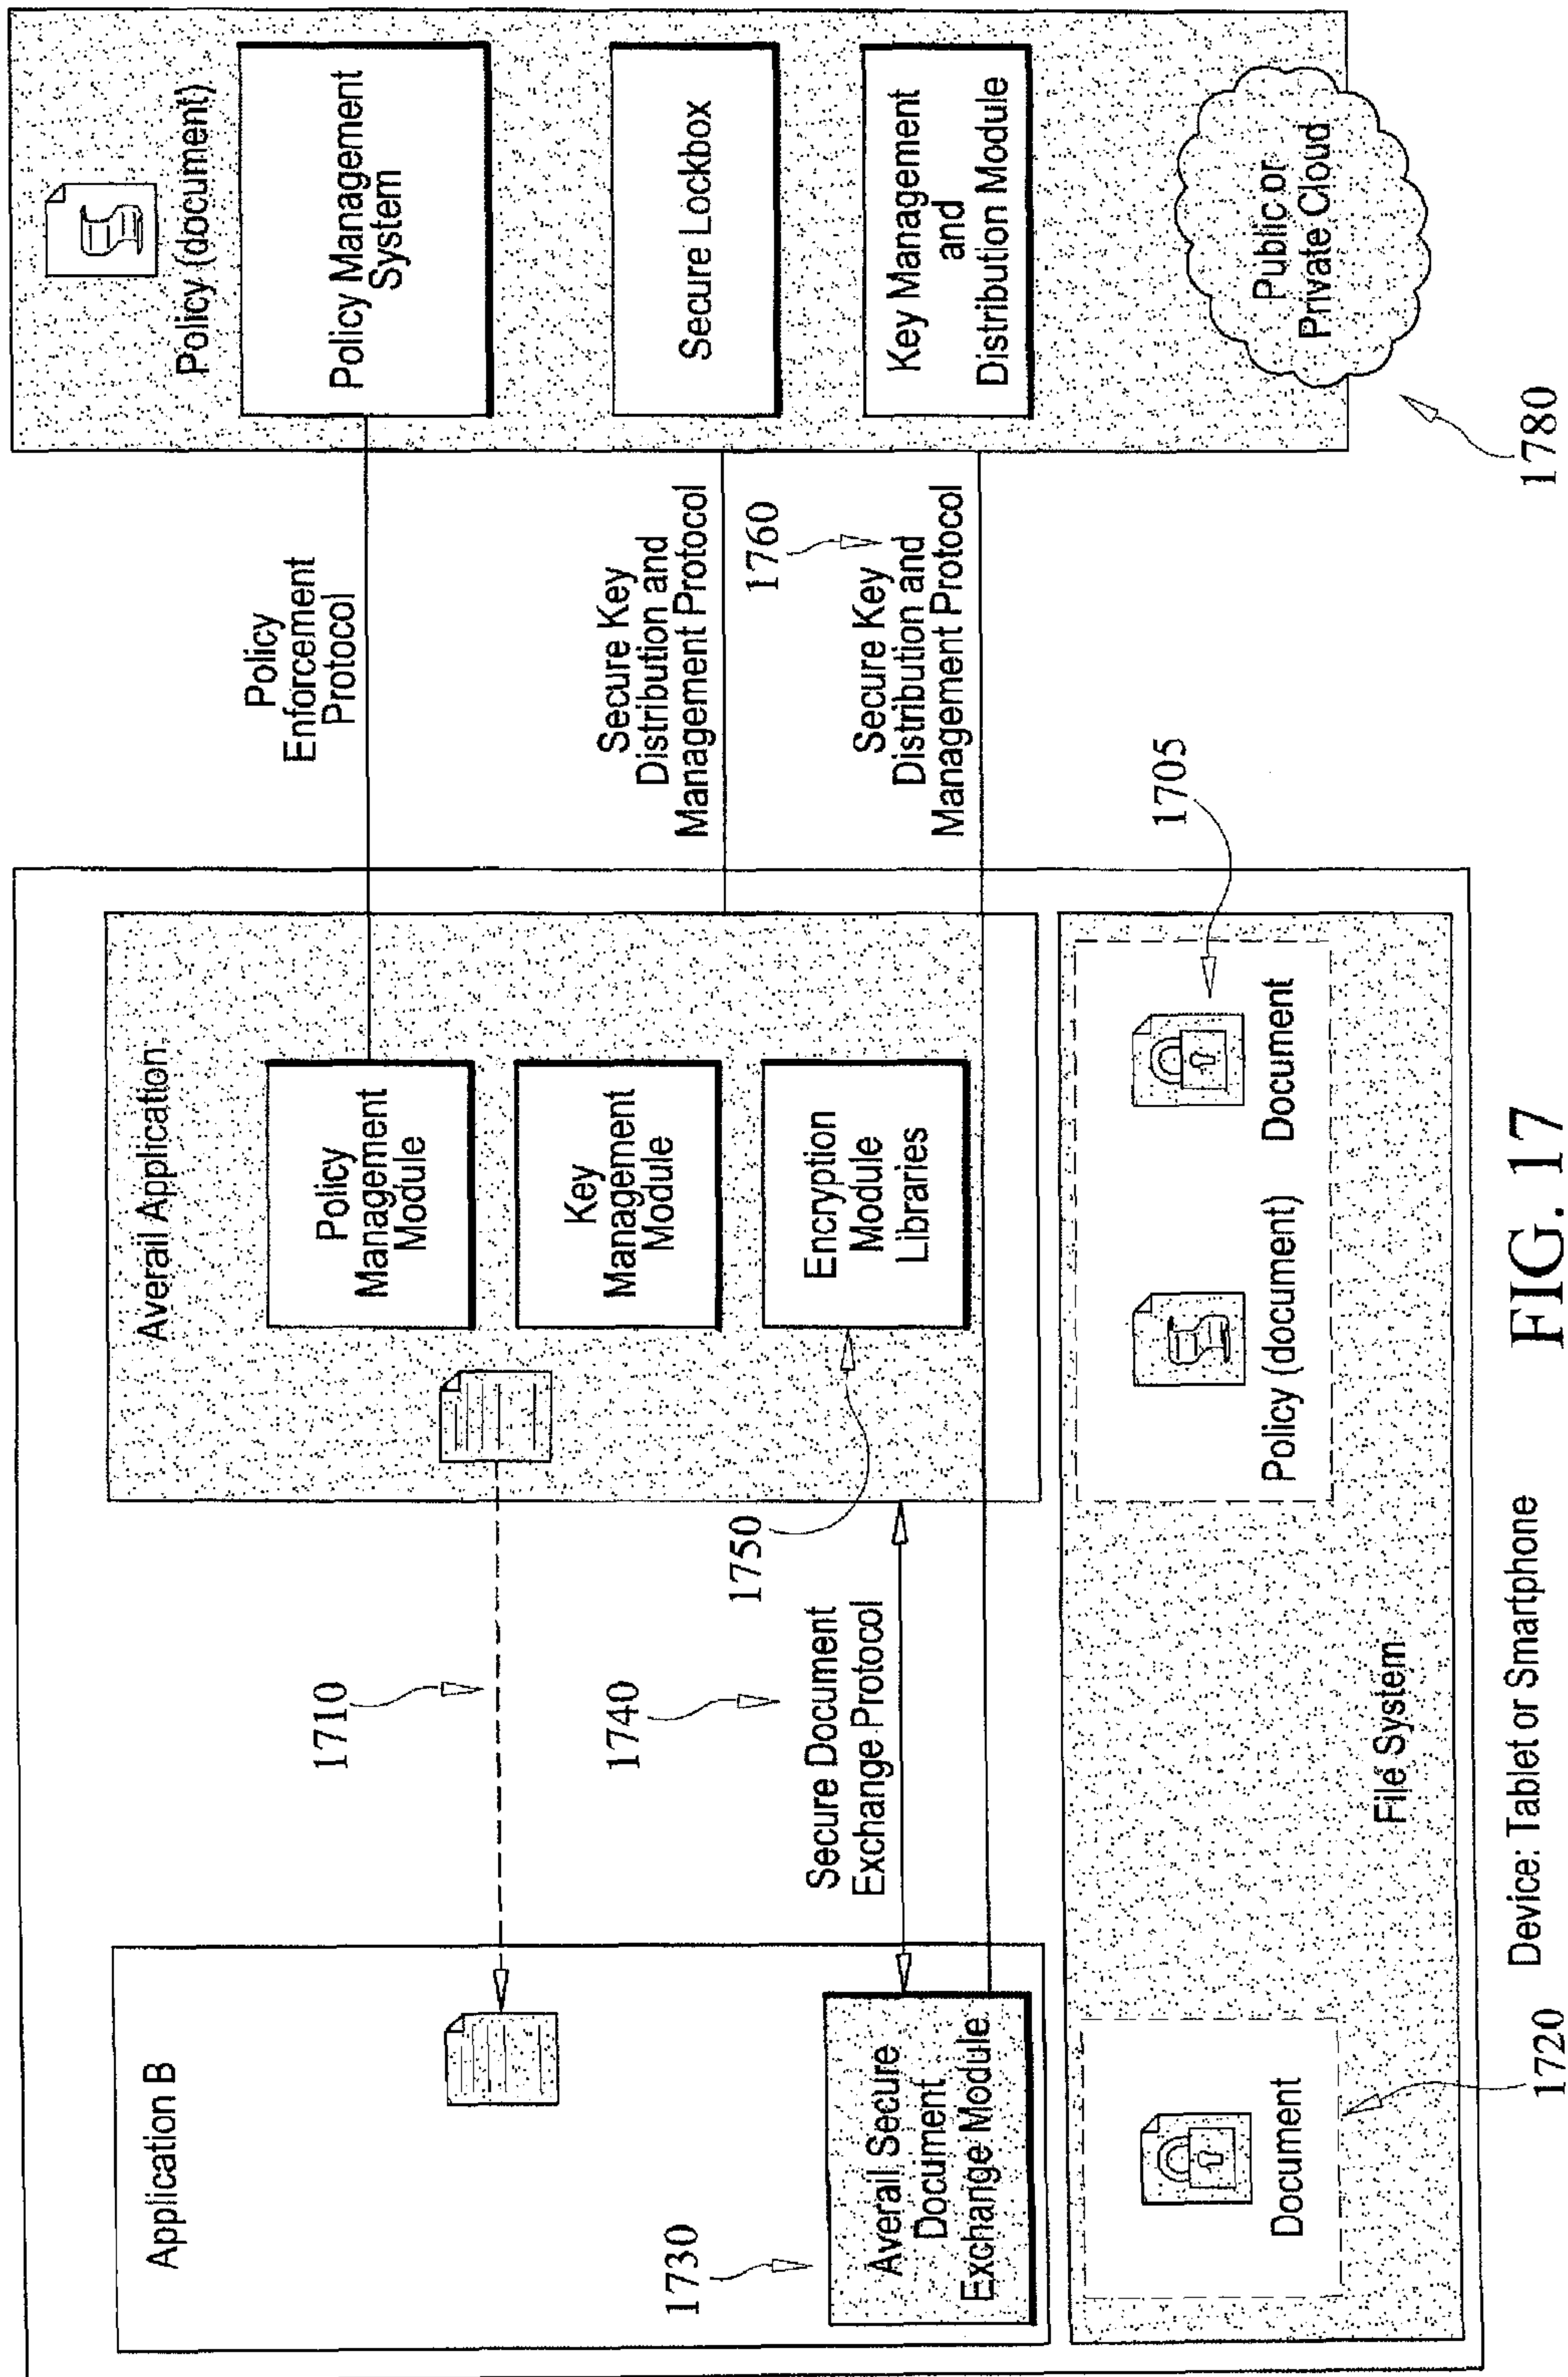 Application B
1730
Averail Secure
Document
Exchange Module
1710
1740
Secure Document
Exchange Protocol
1750
Averail Application
Policy
Management
Module
Key
Management
Module
Encryption
Module
Libraries
Policy
Enforcement
Protocol
Secure Key
Distribution and
Management Protocol
1760
Secure Key
Distribution and
Management Protocol
Policy (document)
Policy Management
System
Secure Lockbox
Key Management
and
Distribution Module
Public or
Private Cloud
1780
Document
1720
File System
Policy (document)
Document
1705
Device: Tablet or Smartphone
FIG. 17